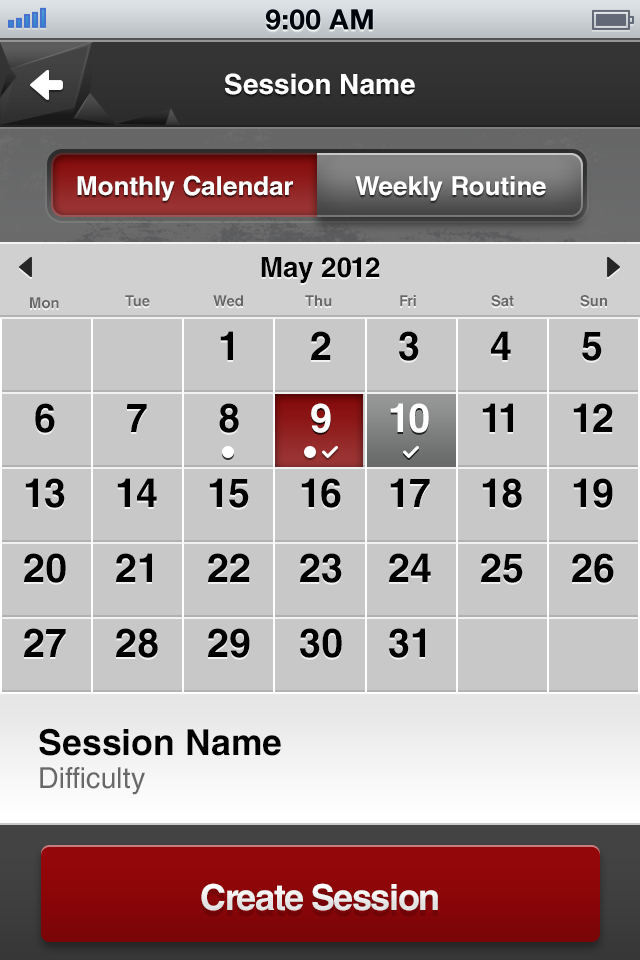 9:00 AM
Session Name
Monthly Calendar Weekly Routine
May 2012
Mon Tue Wed Thu Fri Sat Sun
1 2 3 4 5
6 7 8 9 10 11 12
13 14 15 16 17 18 19
20 21 22 23 24 25 26
27 28 29 30 31
Session Name
Difficulty
Create Session